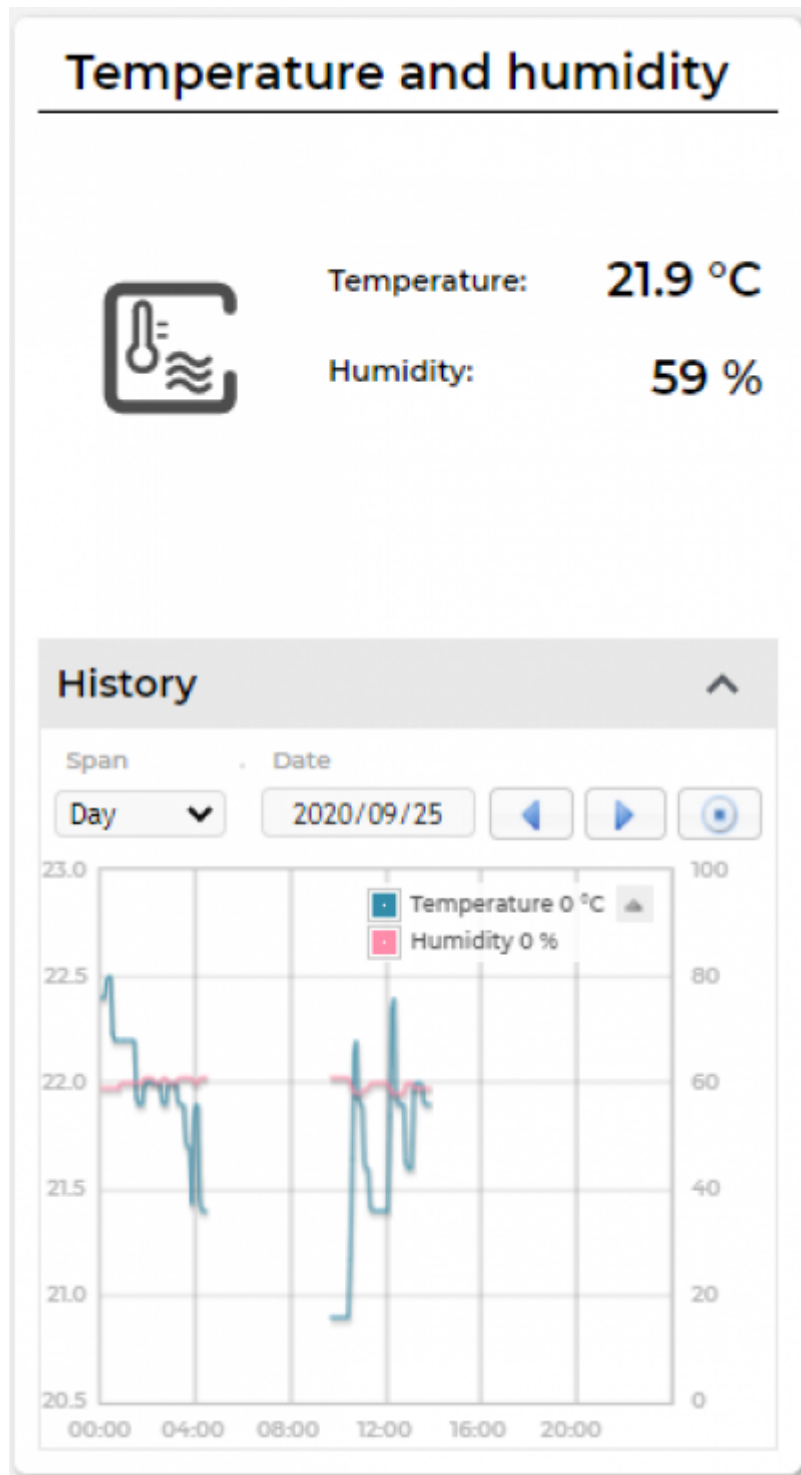 Temperature and humidity
Temperature: 21.9 °C
Humidity: 59 %
History
Span . Date
Day 2020/09/25
23.0 100
Temperature 0 °C
Humidity 0 %
22.5 80
22.0 60
21.5 40
21.0 20
20.5 0
00:00 04:00 08:00 12:00 16:00 20:00